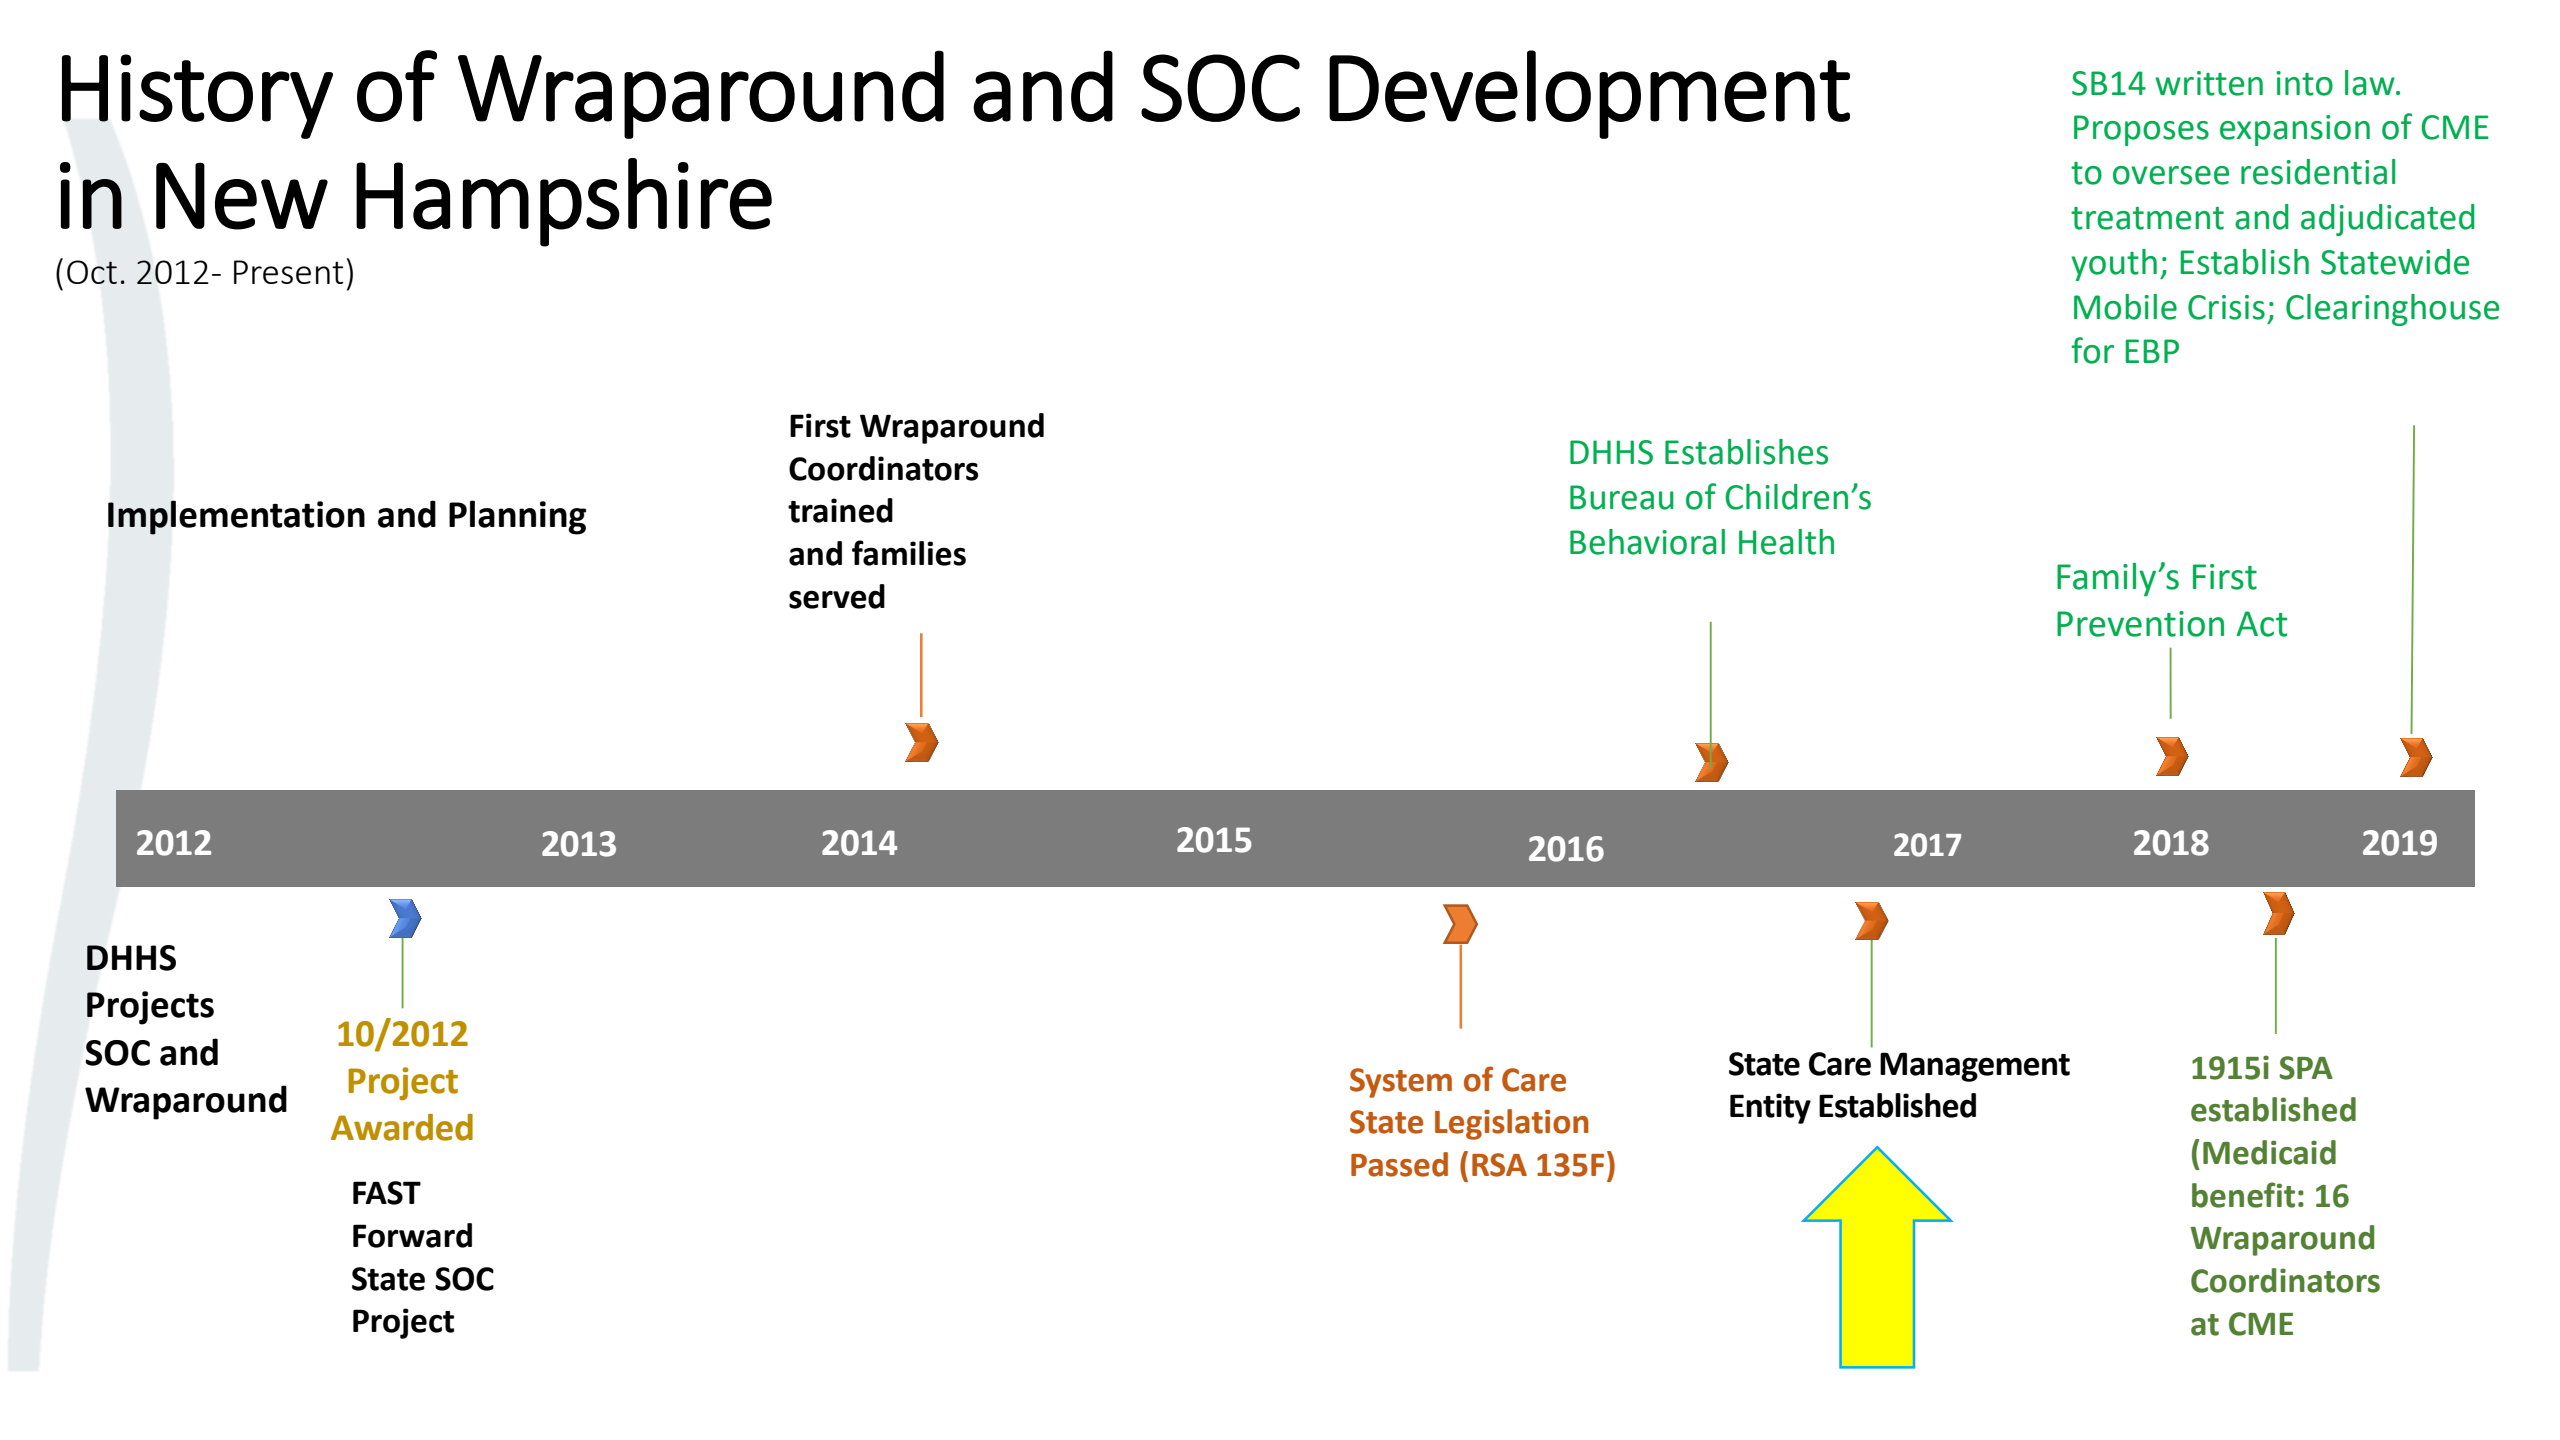 History of Wraparound and SOC Development
in New Hampshire
(Oct. 2012- Present)
SB14 written into law.
Proposes expansion of CME
to oversee residential
treatment and adjudicated
youth; Establish Statewide
Mobile Crisis; Clearinghouse
for EBP
Implementation and Planning
First Wraparound
Coordinators
trained
and families
served
DHHS Establishes
Bureau of Children’s
Behavioral Health
Family’s First
Prevention Act
2012
2013
2014
2015
2016
2017
2018
2019
DHHS
Projects
SOC and
Wraparound
10/2012
Project
Awarded
FAST
Forward
State SOC
Project
System of Care
State Legislation
Passed (RSA 135F)
State Care Management
Entity Established
1915i SPA
established
(Medicaid
benefit: 16
Wraparound
Coordinators
at CME